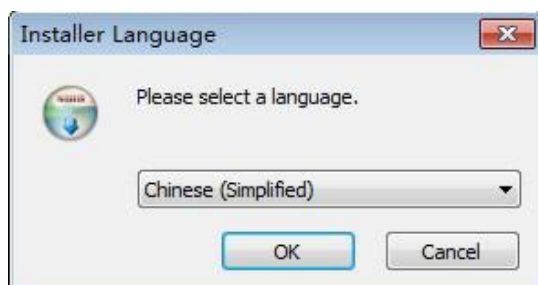 Installer Language
Please select a language.
Chinese (Simplified)
OK
Cancel